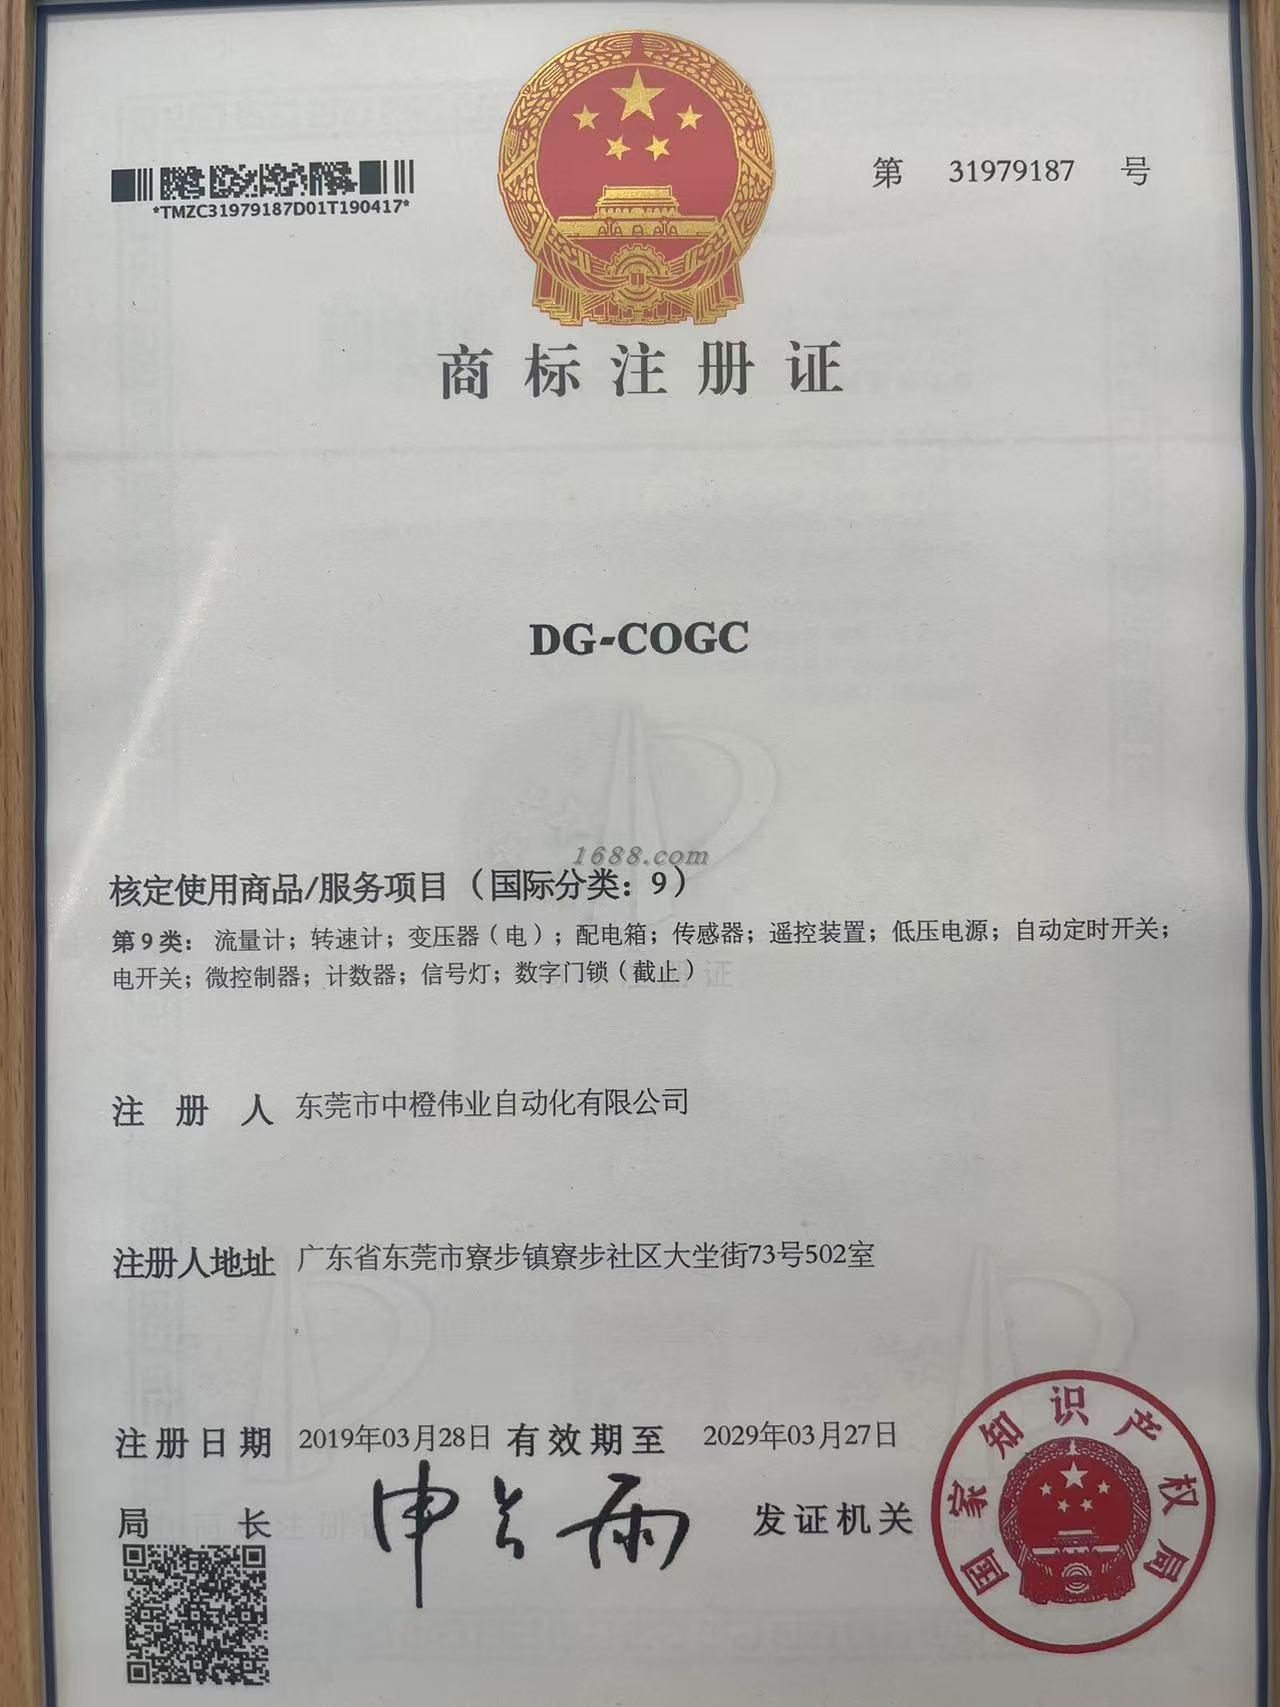 第 31979187 号
*TMZC31979187D01T190417*
商标注册证
DG-COGC
1688.com
核定使用商品/服务项目（国际分类：9）
第9类：流量计；转速计；变压器（电）；配电箱；传感器；遥控装置；低压电源；自动定时开关；
电开关；微控制器；计数器；信号灯；数字门锁（截止）
商标注册证
注册人 东莞市中橙伟业自动化有限公司
注册人地址 广东省东莞市寮步镇寮步社区大坣街73号502室
注册日期 2019年03月28日 有效期至 2029年03月27日
局长 申长雨 发证机关
国家知识产权局